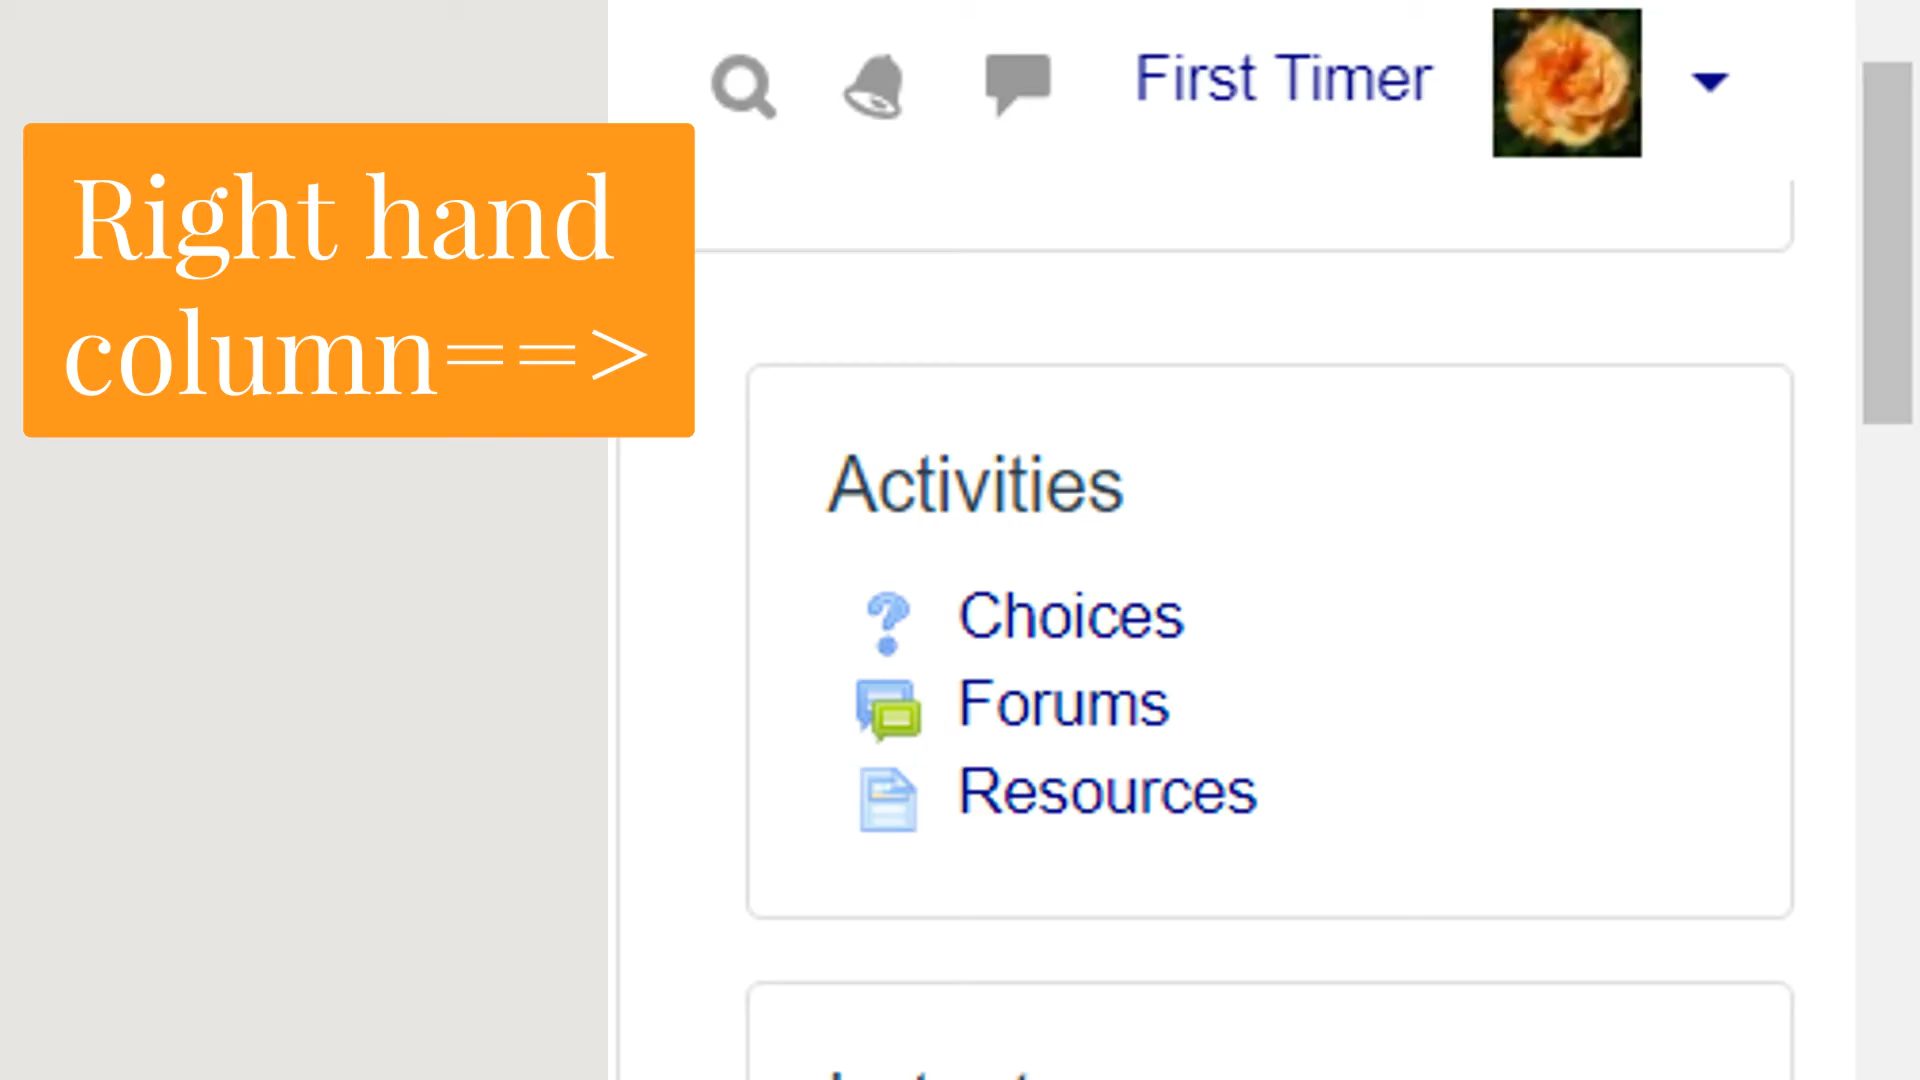 First Timer
Right hand
column==>
Activities
Choices
Forums
Resources